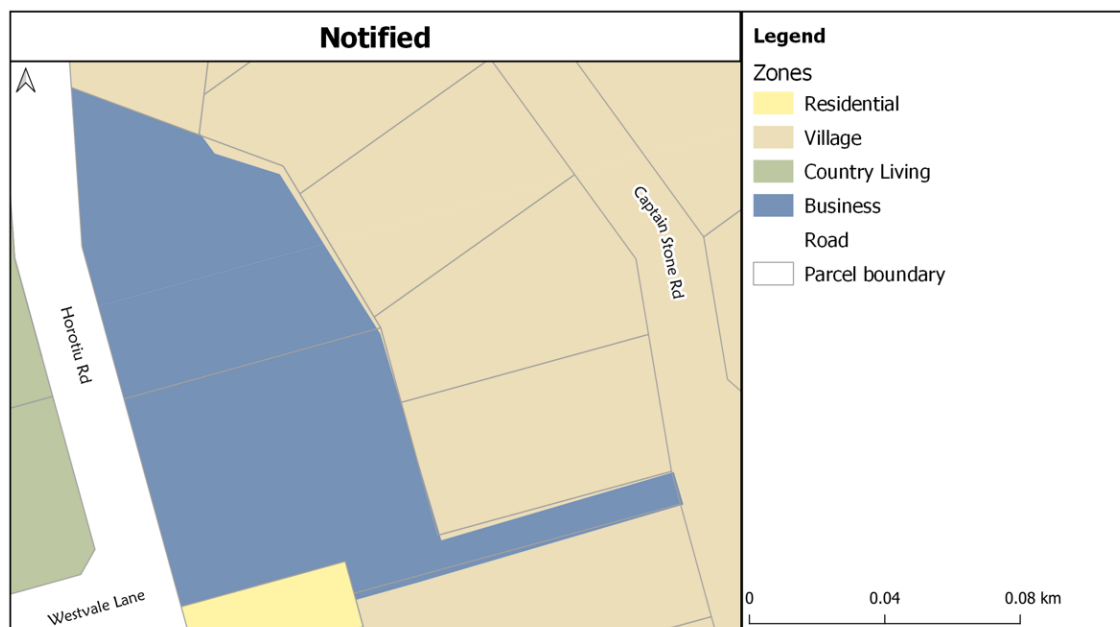 Notified
Horotiu Rd
Captain Stone Rd
Westvale Lane
Legend
Zones
Residential
Village
Country Living
Business
Road
Parcel boundary
0 0.04 0.08 km